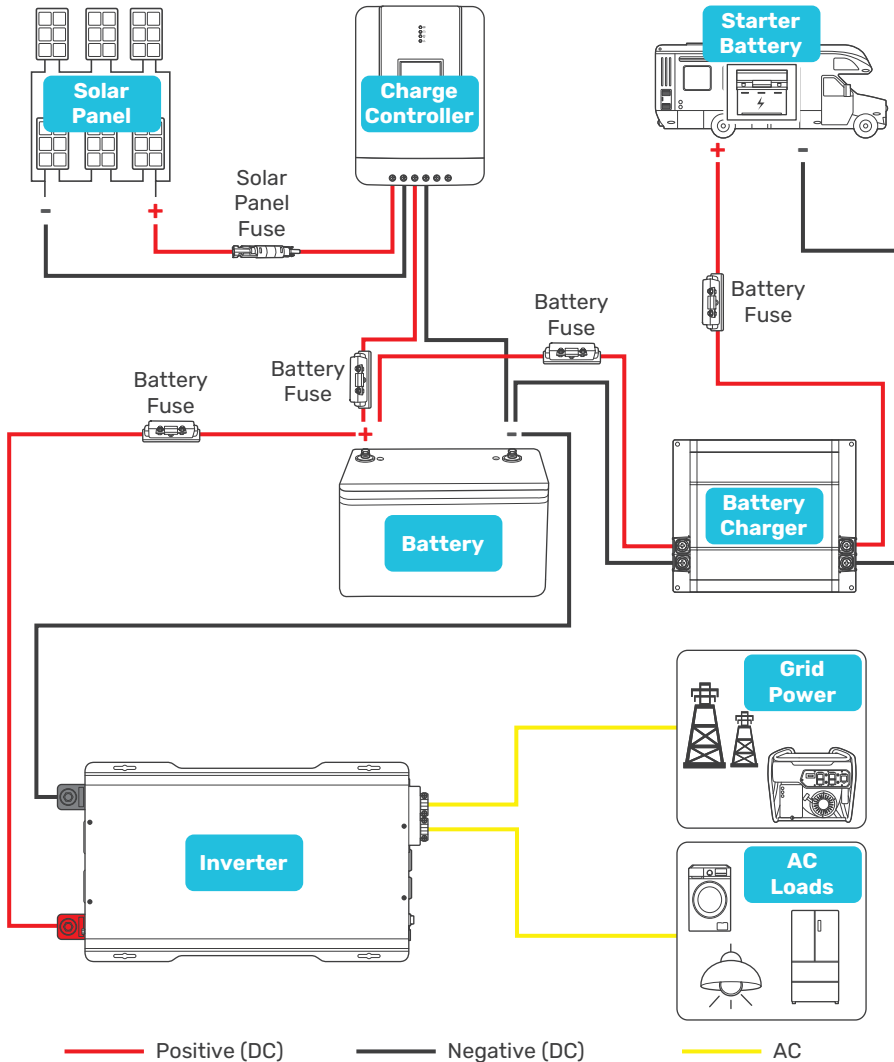 Solar
Panel
Charge
Controller
Starter
Battery
+
-
-
+
Solar
Panel
Fuse
Battery
Fuse
Battery
Fuse
Battery
Fuse
Battery
Fuse
+
-
Battery
Battery
Charger
Grid
Power
Inverter
AC
Loads
Positive (DC)
Negative (DC)
AC